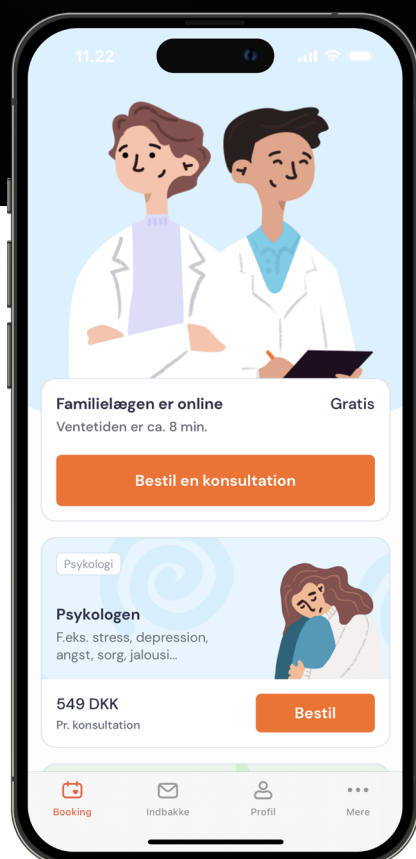 11.22
Familielægen er online
Gratis
Ventetiden er ca. 8 min.
Bestil en konsultation
Psykologi
Psykologen
F.eks. stress, depression,
angst, sorg, jalousi...
549 DKK
Pr. konsultation
Bestil
Booking
Indbakke
Profil
Mere